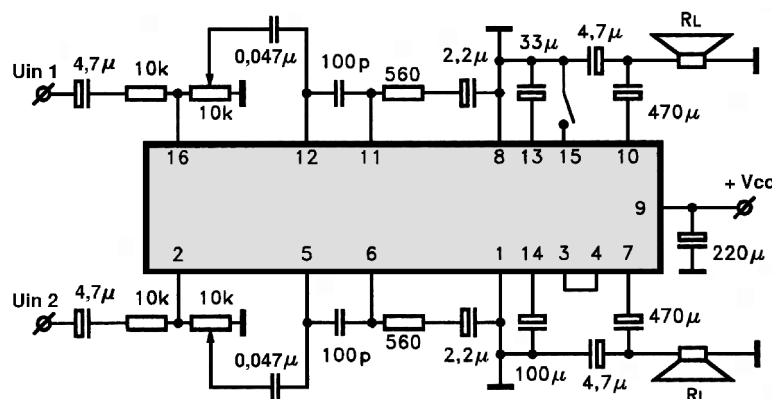 RL
4,7µ
33µ
4,7µ
0,047µ
Uin 1
10k
100p
560
2,2µ
10k
470µ
16
12
11
8
13
15
10
+ Vcc
9
2
5
6
1
14
3
4
7
220µ
4,7µ
10k
10k
Uin 2
470µ
0,047µ
100p
560
2,2µ
100µ
4,7µ
RL